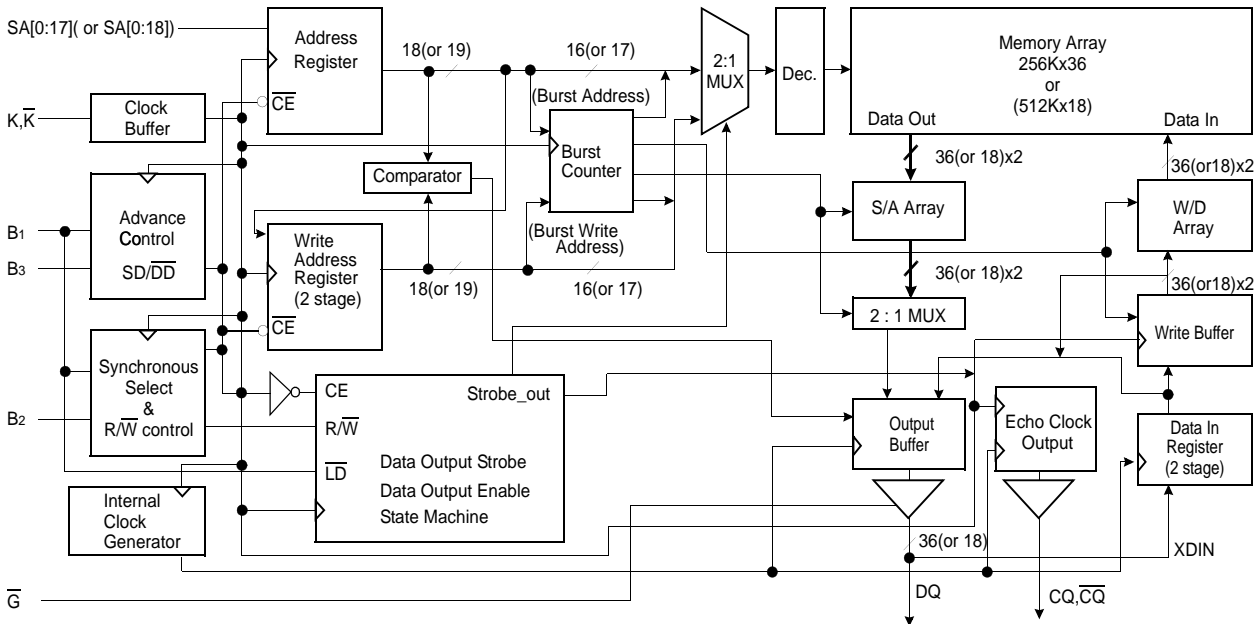 SA[0:17]( or SA[0:18])
Address
Register
CE
18(or 19)
16(or 17)
2:1
MUX
Dec.
Memory Array
256Kx36
or
(512Kx18)
Data Out
Data In
K,K
Clock
Buffer
(Burst Address)
Burst
Counter
Comparator
36(or 18)x2
36(or18)x2
S/A Array
W/D
Array
B1
Advance
Control
SD/DD
B3
Write
Address
Register
(2 stage)
CE
(Burst Write
Address)
18(or 19)
16(or 17)
36(or 18)x2
36(or18)x2
2 : 1 MUX
Write Buffer
Synchronous
Select
&
R/W control
B2
CE
Strobe_out
R/W
LD
Data Output Strobe
Data Output Enable
State Machine
Output
Buffer
Echo Clock
Output
Data In
Register
(2 stage)
Internal
Clock
Generator
36(or 18)
XDIN
G
DQ
CQ,CQ